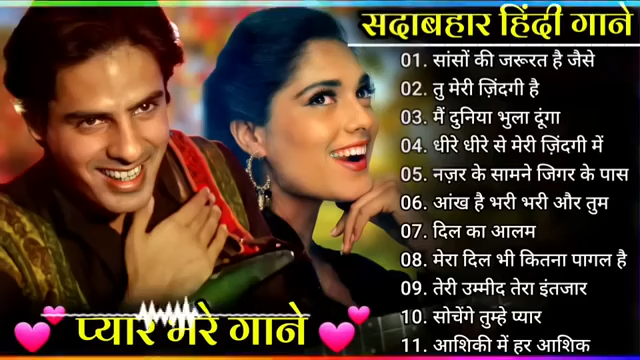 सदाबहार हिंदी गाने
01. सांसों की जरूरत है जैसे
02. तु मेरी ज़िंदगी है
03. मैं दुनिया भुला दूंगा
04. धीरे धीरे से मेरी ज़िंदगी में
05. नज़र के सामने जिगर के पास
06. आंख है भरी भरी और तुम
07. दिल का आलम
08. मेरा दिल भी कितना पागल है
09. तेरी उम्मीद तेरा इंतजार
10. सोचेंगे तुम्हे प्यार
11. आशिकी में हर आशिक
प्यार भरे गाने